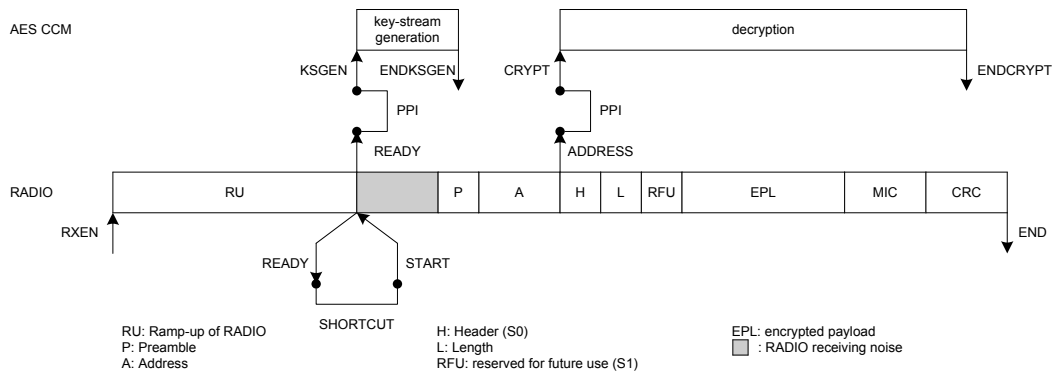 AES CCM
key-stream
generation
decryption
KSGEN
ENDKSGEN
CRYPT
ENDCRYPT
PPI
PPI
READY
ADDRESS
RADIO
RU
P
A
H
L
RFU
EPL
MIC
CRC
RXEN
END
READY
START
SHORTCUT
RU: Ramp-up of RADIO
P: Preamble
A: Address
H: Header (S0)
L: Length
RFU: reserved for future use (S1)
EPL: encrypted payload
: RADIO receiving noise